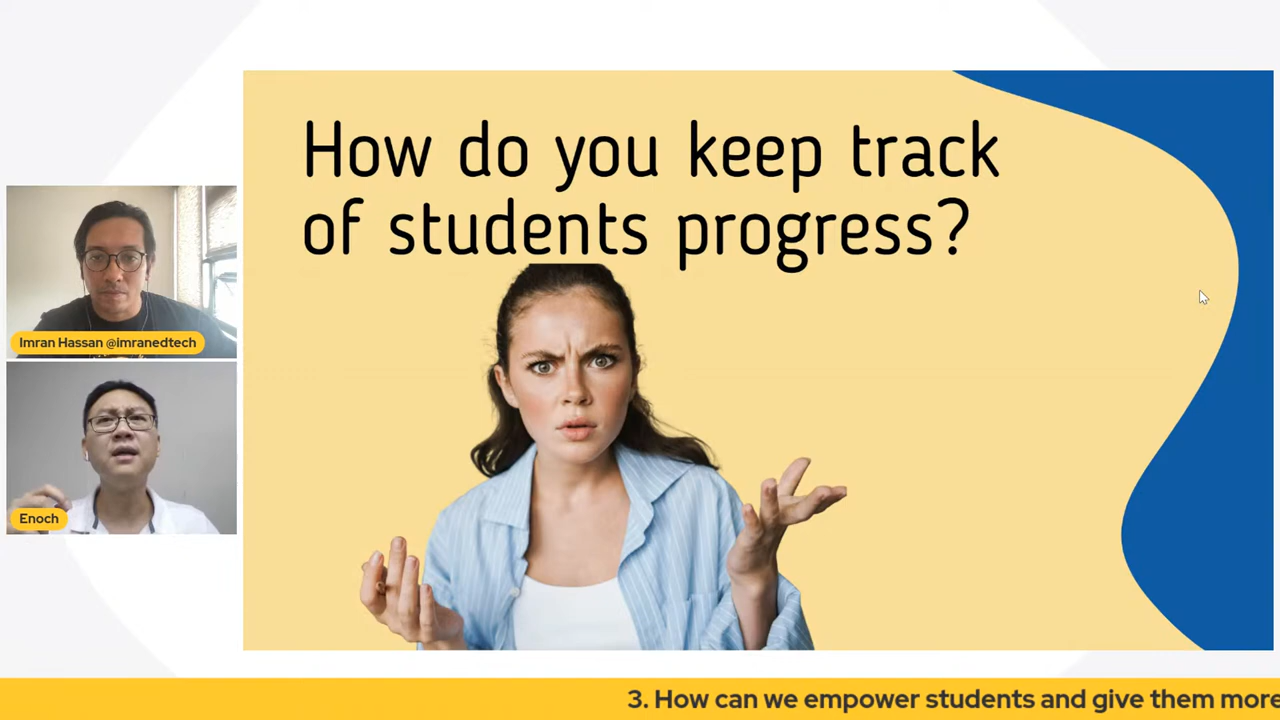 How do you keep track
of students progress?
Imran Hassan @imranedtech
Enoch
3. How can we empower students and give them more